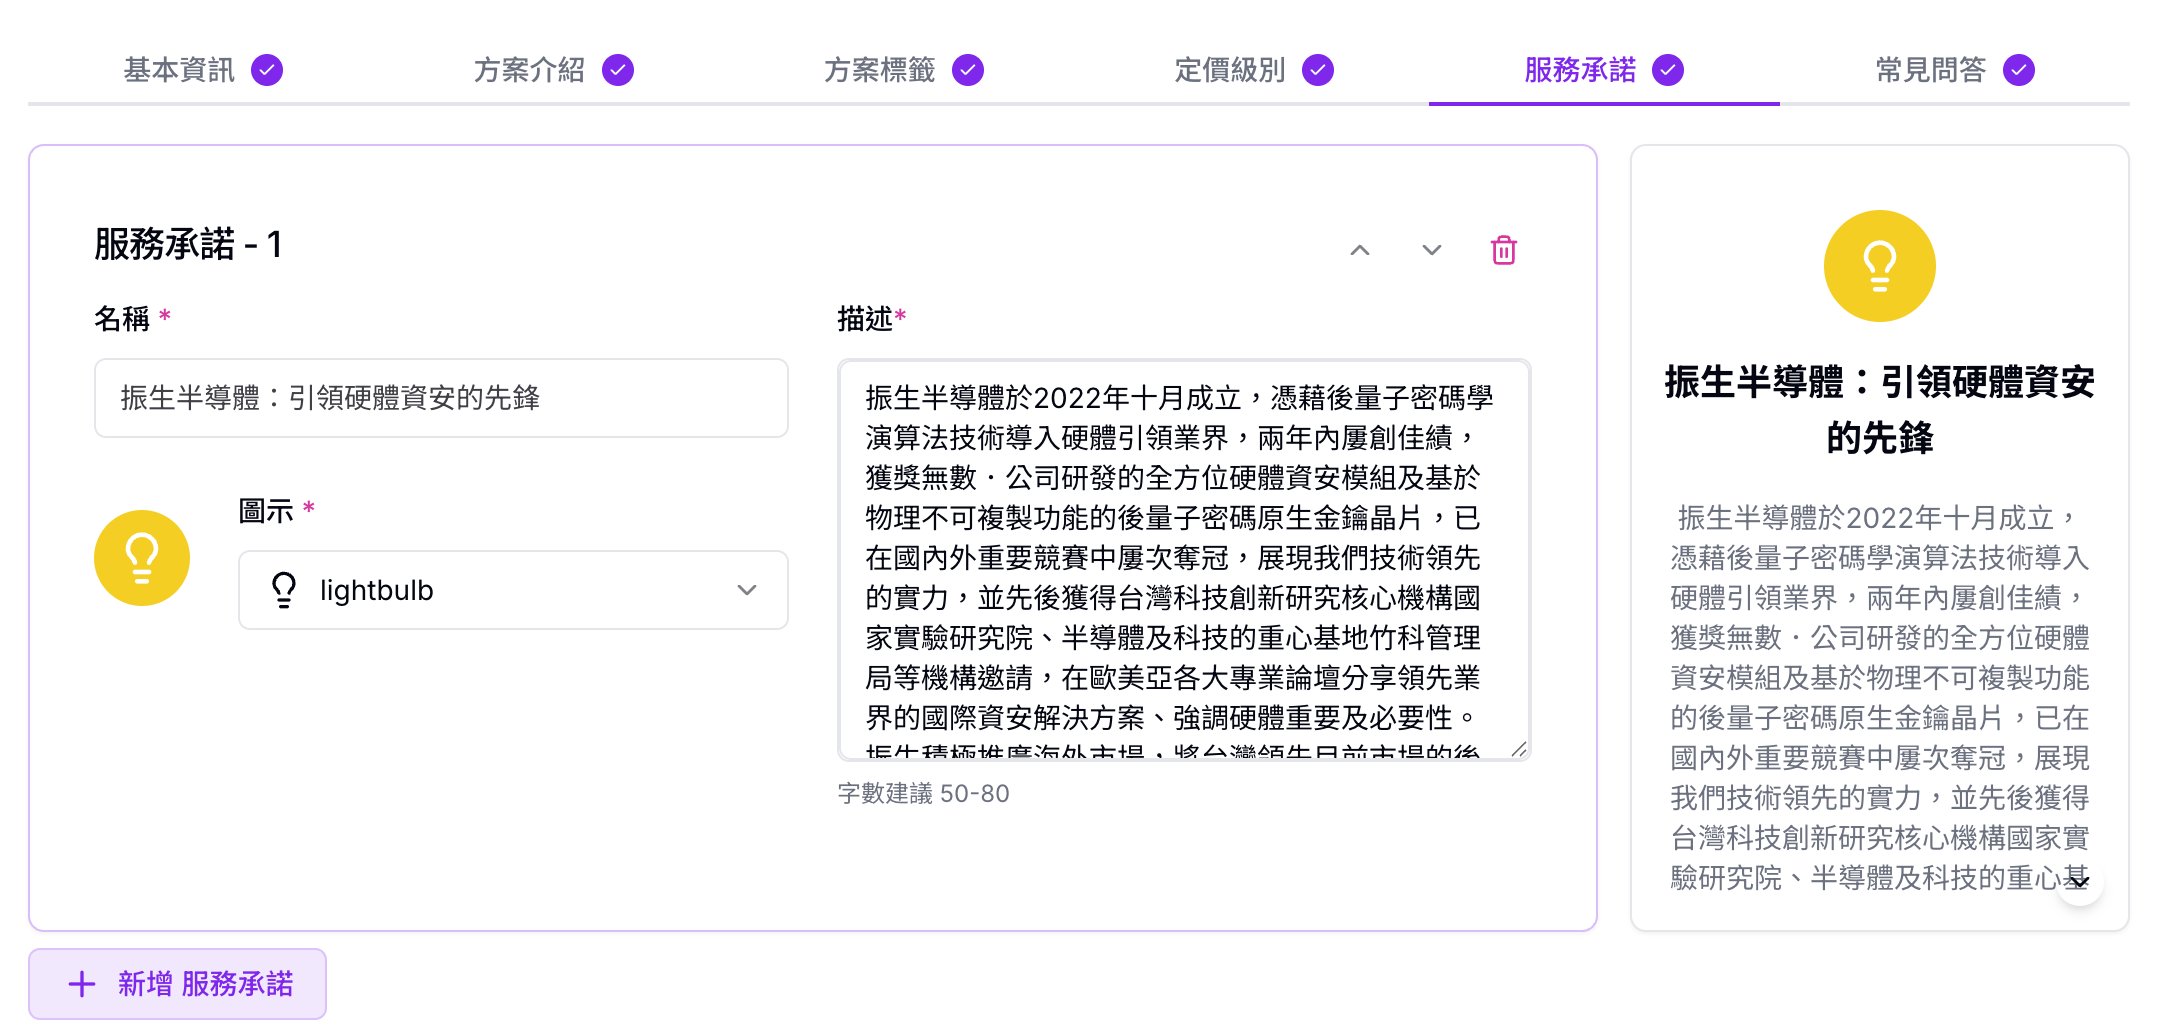 基本資訊
方案介紹
方案標籤
定價級別
服務承諾
常見問答
服務承諾 - 1
名稱 *
振生半導體：引領硬體資安的先鋒
圖示 *
lightbulb
描述*
振生半導體於2022年十月成立，憑藉後量子密碼學
演算法技術導入硬體引領業界，兩年內屢創佳績，
獲獎無數．公司研發的全方位硬體資安模組及基於
物理不可複製功能的後量子密碼原生金鑰晶片，已
在國內外重要競賽中屢次奪冠，展現我們技術領先
的實力，並先後獲得台灣科技創新研究核心機構國
家實驗研究院、半導體及科技的重心基地竹科管理
局等機構邀請，在歐美亞各大專業論壇分享領先業
界的國際資安解決方案、強調硬體重要及必要性。
振生積極推廣海外市場，將台灣領先目前市場的後
字數建議 50-80
振生半導體：引領硬體資安
的先鋒
振生半導體於2022年十月成立，
憑藉後量子密碼學演算法技術導入
硬體引領業界，兩年內屢創佳績，
獲獎無數．公司研發的全方位硬體
資安模組及基於物理不可複製功能
的後量子密碼原生金鑰晶片，已在
國內外重要競賽中屢次奪冠，展現
我們技術領先的實力，並先後獲得
台灣科技創新研究核心機構國家實
驗研究院、半導體及科技的重心基
新增 服務承諾